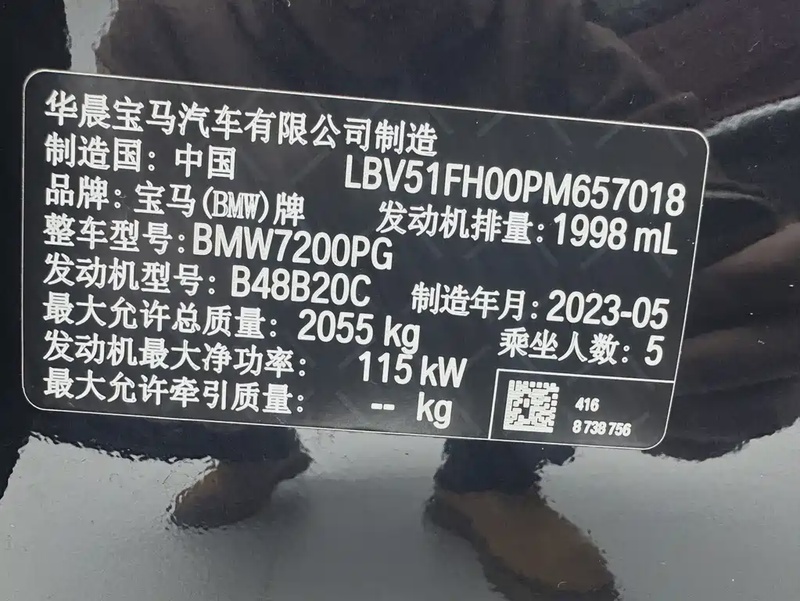 华晨宝马汽车有限公司制造
制造国：中国
LBV51FH00PM657018
品牌：宝马(BMW)牌
发动机排量：1998 mL
整车型号：BMW7200PG
发动机型号：B48B20C
制造年月：2023-05
最大允许总质量：2055 kg
乘坐人数：5
发动机最大净功率：115 kW
最大允许牵引质量：-- kg
416
8 738 756